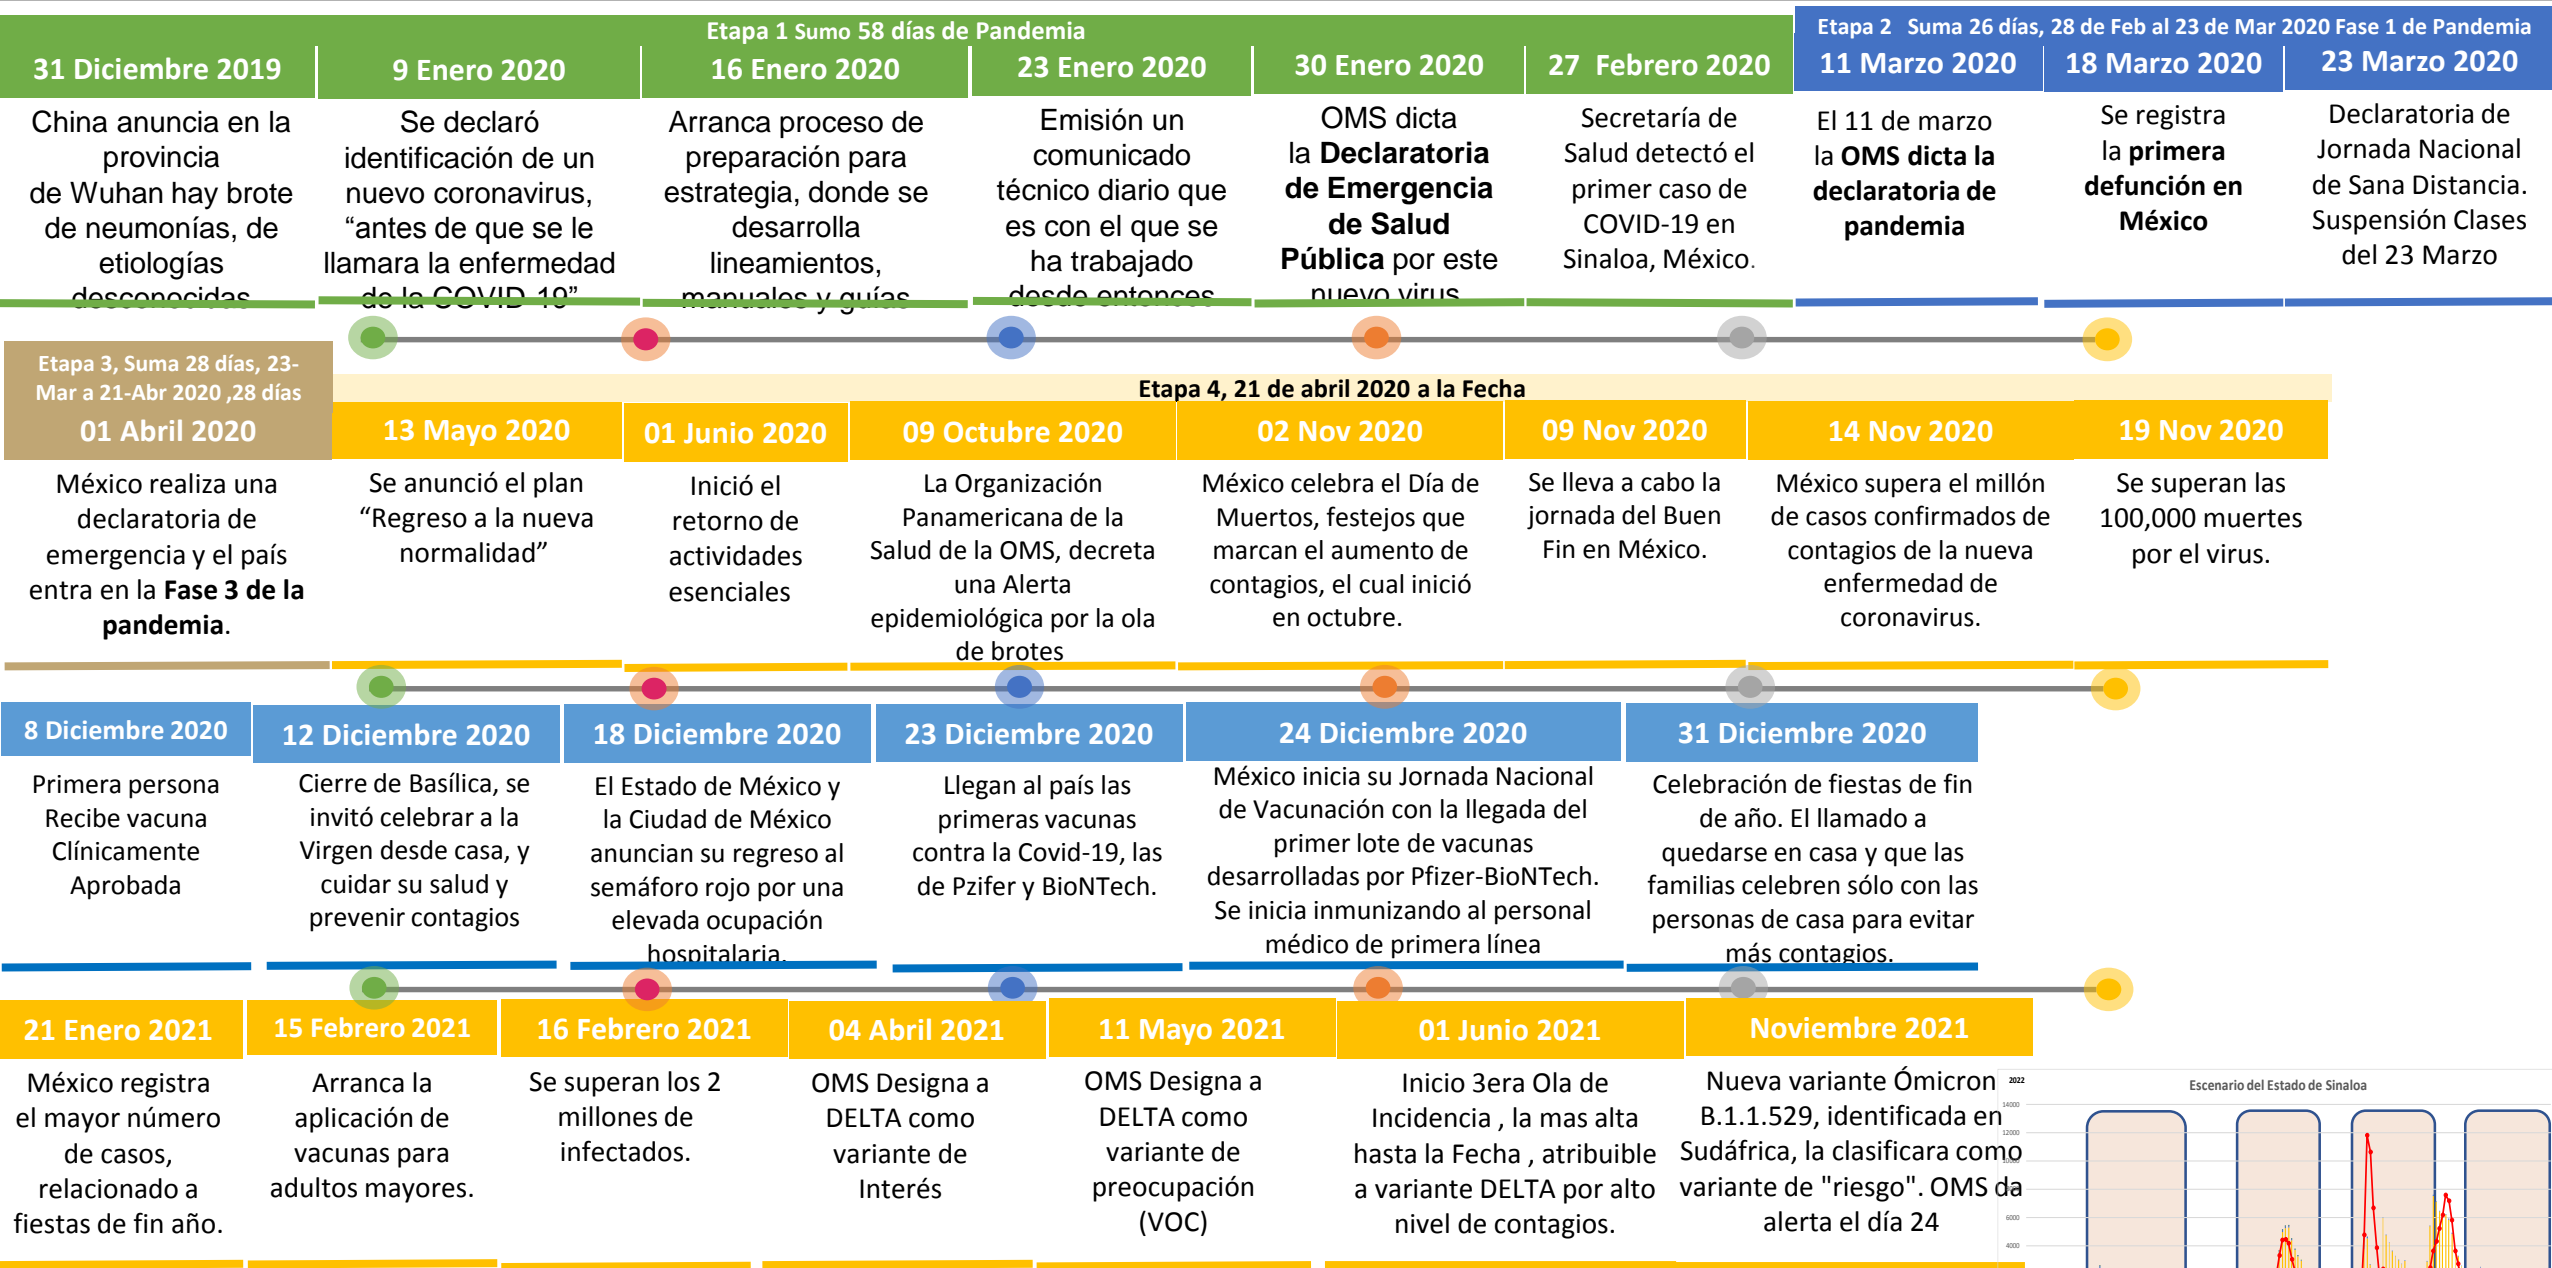 Etapa 1 Sumo 58 días de Pandemia
Etapa 2 Suma 26 días, 28 de Feb al 23 de Mar 2020 Fase 1 de Pandemia
31 Diciembre 2019
China anuncia en la
provincia
de Wuhan hay brote
de neumonías, de
etiologías
desconocidas
9 Enero 2020
Se declaró
identificación de un
nuevo coronavirus,
“antes de que se le
llamara la enfermedad
de la COVID-19”
16 Enero 2020
Arranca proceso de
preparación para
estrategia, donde se
desarrolla
lineamientos,
manuales y guías
23 Enero 2020
Emisión un
comunicado
técnico diario que
es con el que se
ha trabajado
desde entonces
30 Enero 2020
OMS dicta
la Declaratoria
de Emergencia
de Salud
Pública por este
nuevo virus
27 Febrero 2020
Secretaría de
Salud detectó el
primer caso de
COVID-19 en
Sinaloa, México.
11 Marzo 2020
El 11 de marzo
la OMS dicta la
declaratoria de
pandemia
18 Marzo 2020
Se registra
la primera
defunción en
México
23 Marzo 2020
Declaratoria de
Jornada Nacional
de Sana Distancia.
Suspensión Clases
del 23 Marzo
Etapa 3, Suma 28 días, 23-
Mar a 21-Abr 2020 ,28 días
Etapa 4, 21 de abril 2020 a la Fecha
01 Abril 2020
México realiza una
declaratoria de
emergencia y el país
entra en la Fase 3 de la
pandemia.
13 Mayo 2020
Se anunció el plan
“Regreso a la nueva
normalidad”
01 Junio 2020
Inició el
retorno de
actividades
esenciales
09 Octubre 2020
La Organización
Panamericana de la
Salud de la OMS, decreta
una Alerta
epidemiológica por la ola
de brotes
02 Nov 2020
México celebra el Día de
Muertos, festejos que
marcan el aumento de
contagios, el cual inició
en octubre.
09 Nov 2020
Se lleva a cabo la
jornada del Buen
Fin en México.
14 Nov 2020
México supera el millón
de casos confirmados de
contagios de la nueva
enfermedad de
coronavirus.
19 Nov 2020
Se superan las
100,000 muertes
por el virus.
8 Diciembre 2020
Primera persona
Recibe vacuna
Clínicamente
Aprobada
12 Diciembre 2020
Cierre de Basílica, se
invitó celebrar a la
Virgen desde casa, y
cuidar su salud y
prevenir contagios
18 Diciembre 2020
El Estado de México y
la Ciudad de México
anuncian su regreso al
semáforo rojo por una
elevada ocupación
hospitalaria.
23 Diciembre 2020
Llegan al país las
primeras vacunas
contra la Covid-19, las
de Pzifer y BioNTech.
24 Diciembre 2020
México inicia su Jornada Nacional
de Vacunación con la llegada del
primer lote de vacunas
desarrolladas por Pfizer-BioNTech.
Se inicia inmunizando al personal
médico de primera línea
31 Diciembre 2020
Celebración de fiestas de fin
de año. El llamado a
quedarse en casa y que las
familias celebren sólo con las
personas de casa para evitar
más contagios.
21 Enero 2021
México registra
el mayor número
de casos,
relacionado a
fiestas de fin año.
15 Febrero 2021
Arranca la
aplicación de
vacunas para
adultos mayores.
16 Febrero 2021
Se superan los 2
millones de
infectados.
04 Abril 2021
OMS Designa a
DELTA como
variante de
Interés
11 Mayo 2021
OMS Designa a
DELTA como
variante de
preocupación
(VOC)
01 Junio 2021
Inicio 3era Ola de
Incidencia , la mas alta
hasta la Fecha , atribuible
a variante DELTA por alto
nivel de contagios.
Noviembre 2021
Nueva variante Ómicron
B.1.1.529, identificada en
Sudáfrica, la clasificara como
variante de "riesgo". OMS da
alerta el día 24
2022
Escenario del Estado de Sinaloa
14000
12000
6000
4000